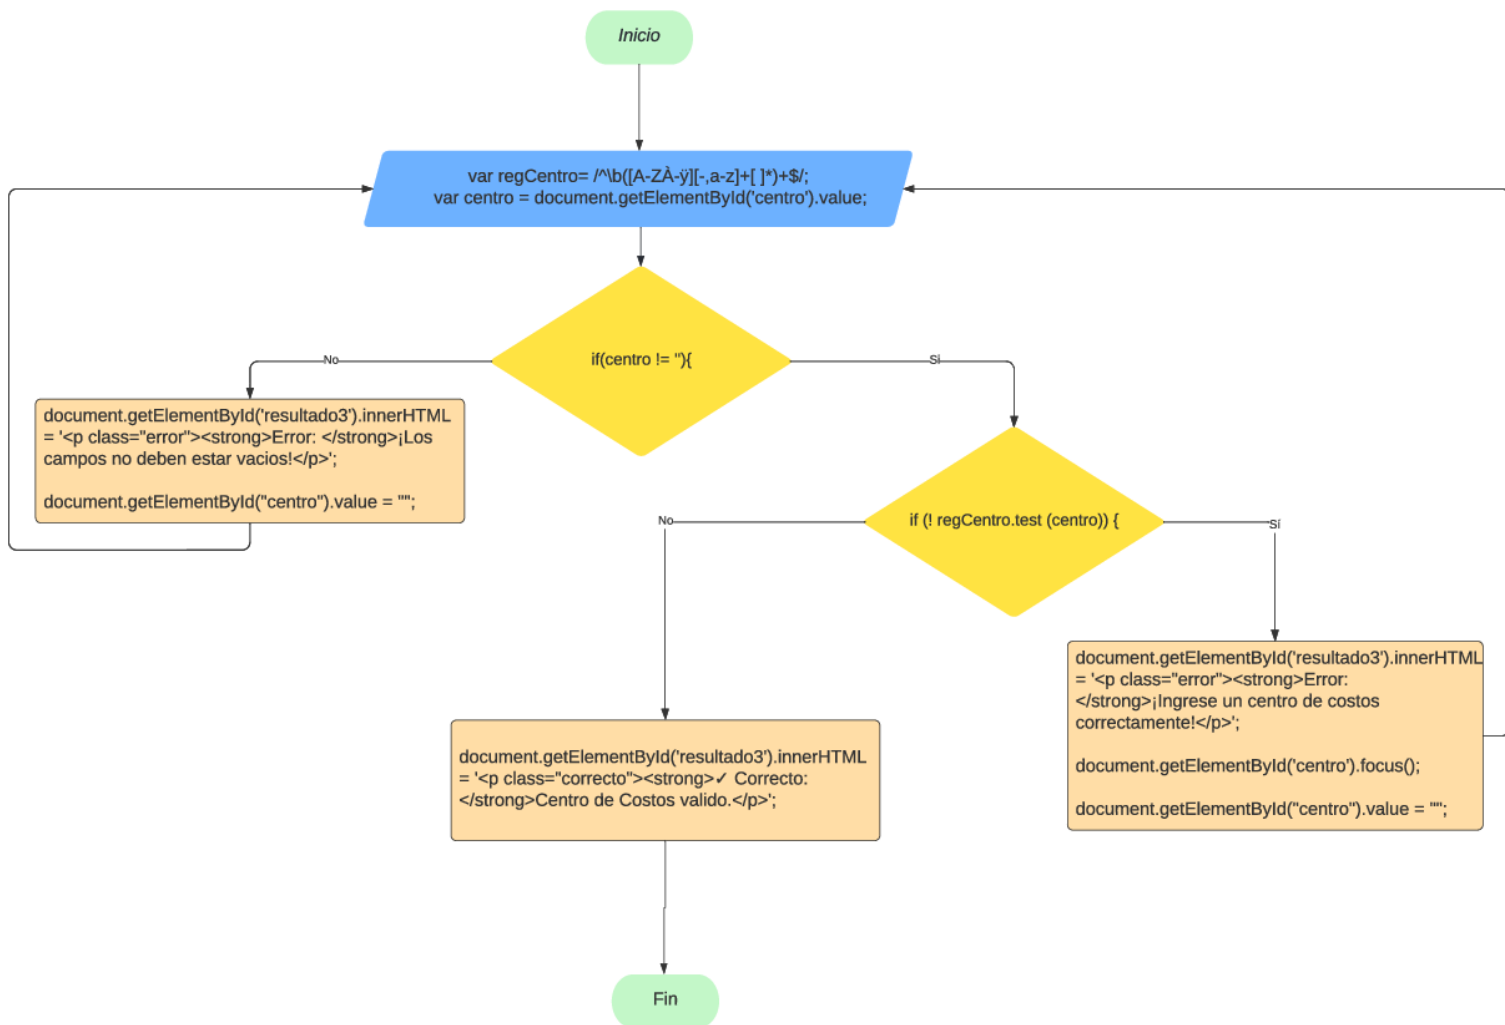 Inicio
var regCentro= /^\b([A-ZÀ-ÿ][-,a-z]+[ ]*)+$/;
var centro = document.getElementById('centro').value;
if(centro != ''){
No
Sí
document.getElementById('resultado3').innerHTML
= '<p class="error"><strong>Error: </strong>¡Los
campos no deben estar vacios!</p>';
document.getElementById("centro").value = "";
if (! regCentro.test (centro)) {
No
Sí
document.getElementById('resultado3').innerHTML
= '<p class="error"><strong>Error:
</strong>¡Ingrese un centro de costos
correctamente!</p>';
document.getElementById('centro').focus();
document.getElementById("centro").value = "";
document.getElementById('resultado3').innerHTML
= '<p class="correcto"><strong>✓ Correcto:
</strong>Centro de Costos valido.</p>';
Fin